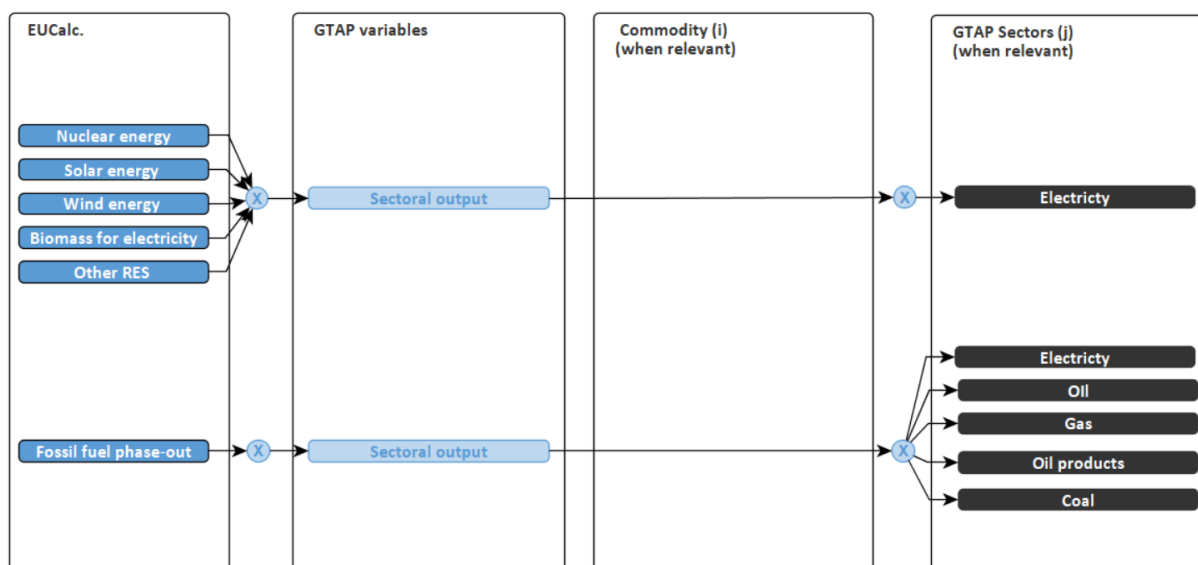 EUCalc.
GTAP variables
Commodity (i)
(when relevant)
GTAP Sectors (j)
(when relevant)
Nuclear energy
Solar energy
Wind energy
Biomass for electricity
Other RES
X
Sectoral output
X
Electricty
Fossil fuel phase-out
X
Sectoral output
X
Electricty
OIl
Gas
Oil products
Coal